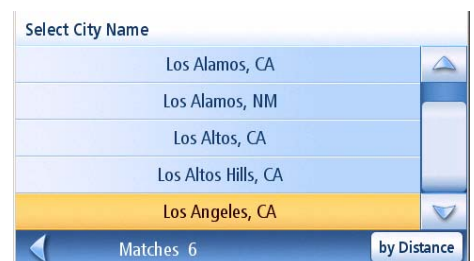 Select City Name
Los Alamos, CA
Los Alamos, NM
Los Altos, CA
Los Altos Hills, CA
Los Angeles, CA
Matches 6 by Distance